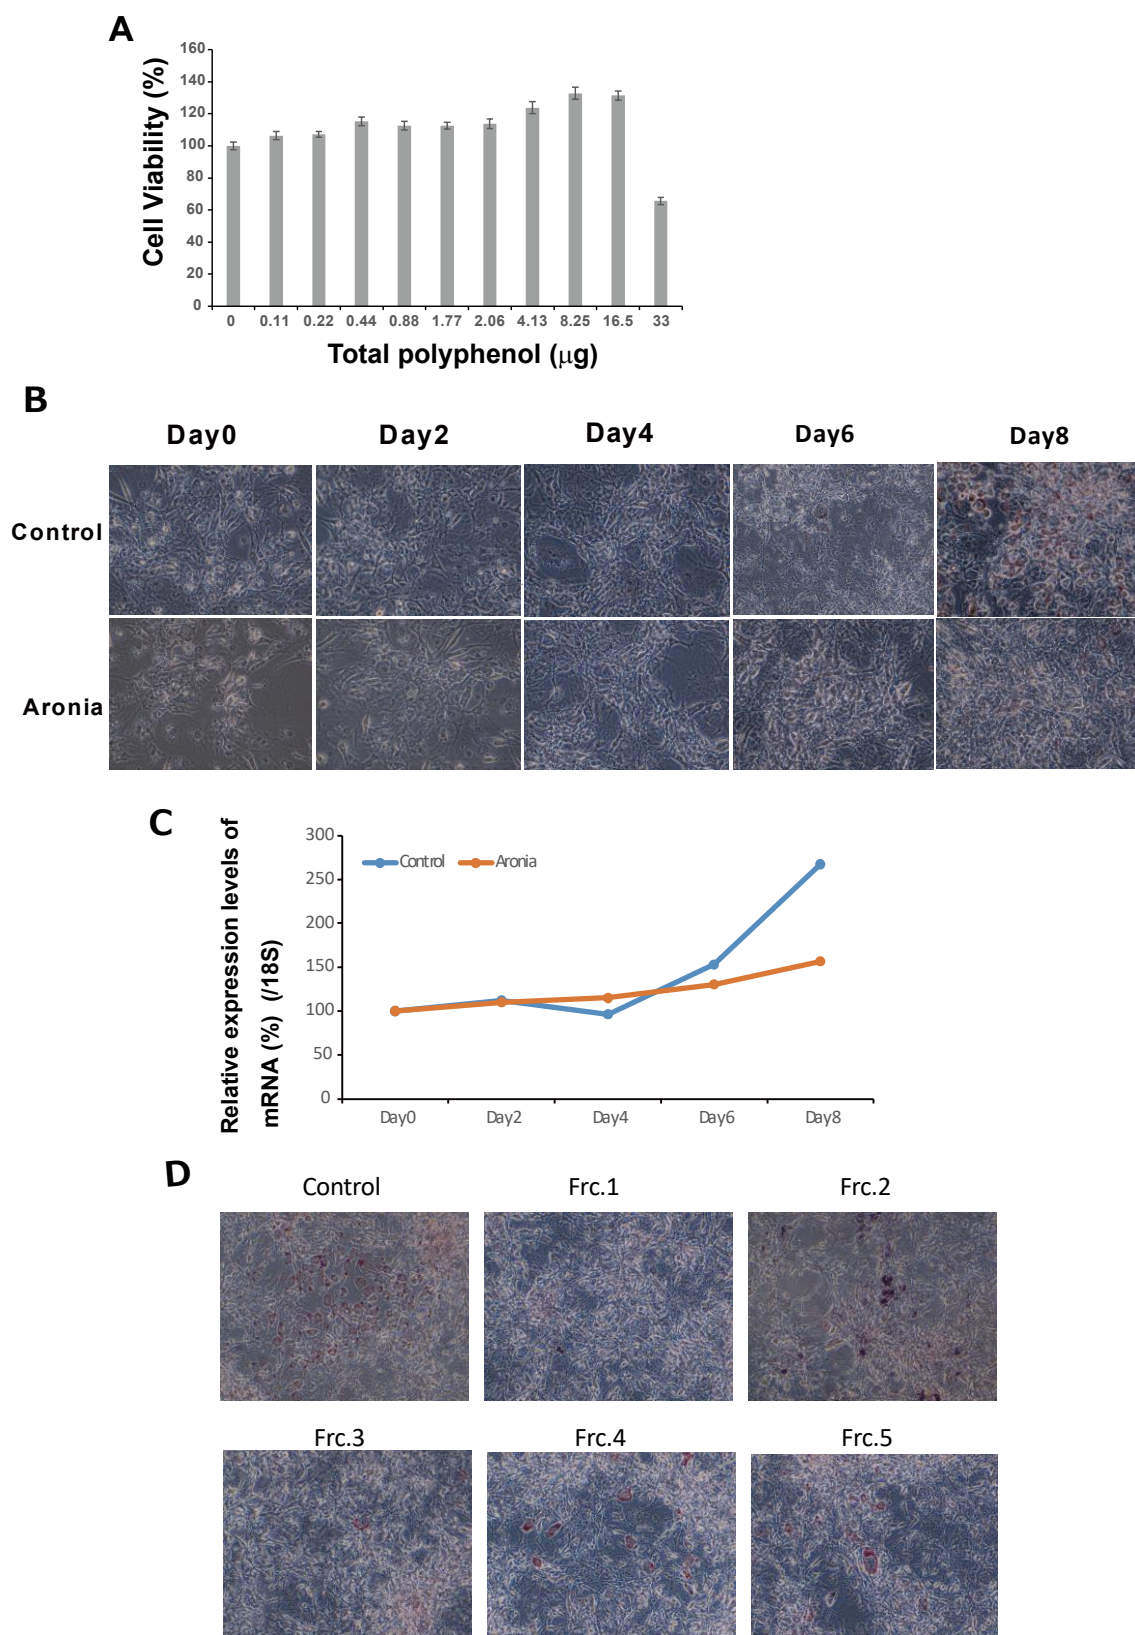 A
Cell Viability (%)
160
140
120
100
80
60
40
20
0
0 0.11 0.22 0.44 0.88 1.77 2.06 4.13 8.25 16.5 33
Total polyphenol (μg)
B
Day0 Day2 Day4 Day6 Day8
Control
Aronia
C
Relative expression levels of
mRNA (%) (/18S)
300
250
200
150
100
50
0
Control Aronia
Day0 Day2 Day4 Day6 Day8
D
Control Frc.1 Frc.2
Frc.3 Frc.4 Frc.5